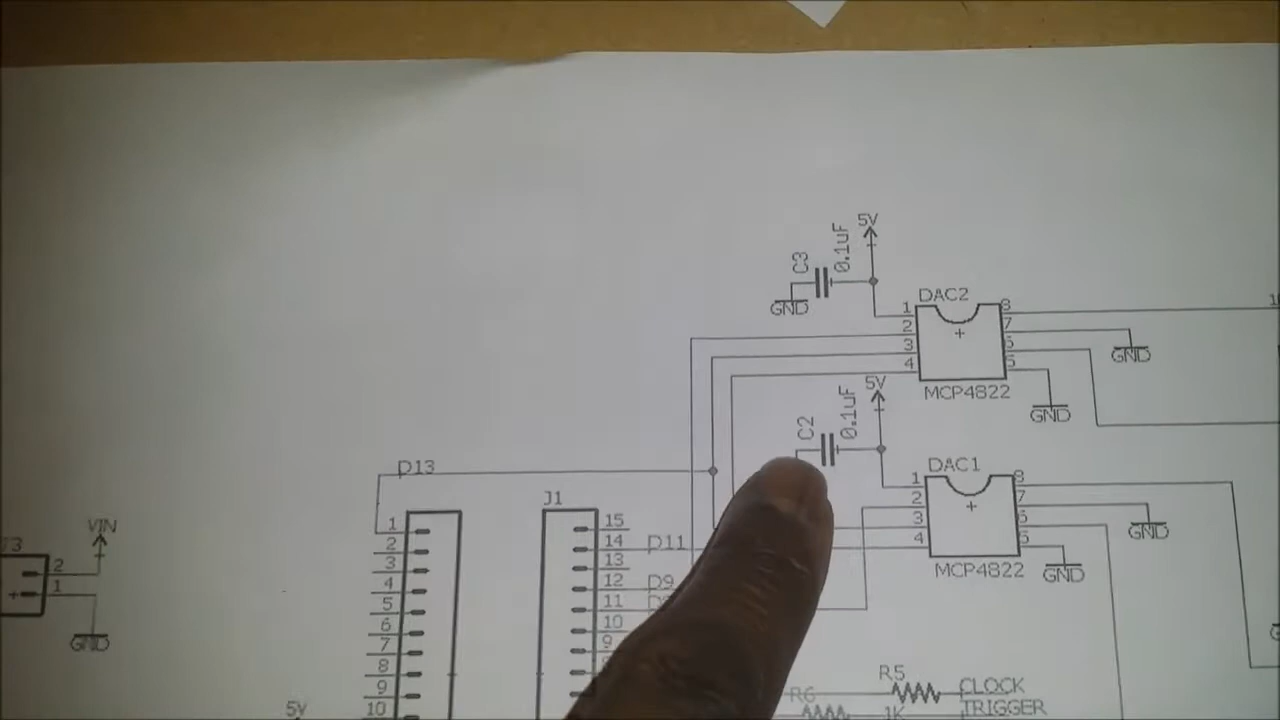 5V
C3
0.1uF
GND
DAC2
1
2
3
4
8
7
6
5
GND
GND
MCP4822
5V
C2
0.1uF
DAC1
1
2
3
4
8
7
6
5
GND
GND
MCP4822
D13
J1
1
2
3
4
5
6
7
8
9
10
15
14
13
12
11
10
9
D11
D9
VIN
2
1
GND
5V
R5
1K
R6
CLOCK
TRIGGER